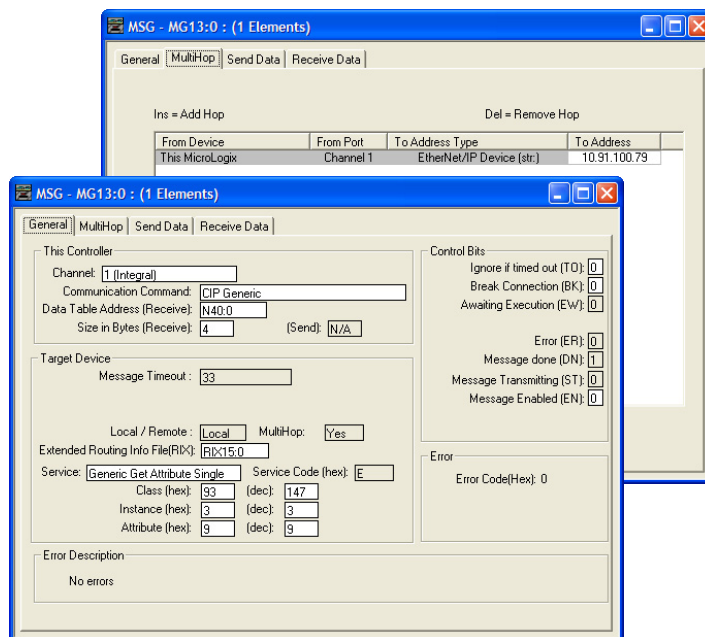 MSG - MG13:0 : (1 Elements)
General MultiHop Send Data Receive Data
Ins = Add Hop Del = Remove Hop
From Device From Port To Address Type To Address
This MicroLogix Channel 1 EtherNet/IP Device (str.) 10.91.100.79
MSG - MG13:0 : (1 Elements)
General MultiHop Send Data Receive Data
This Controller
Channel: 1 (Integral)
Communication Command: CIP Generic
Data Table Address (Receive): N40:0
Size in Bytes (Receive): 4 (Send): N/A
Target Device
Message Timeout : 33
Local / Remote : Local MultiHop: Yes
Extended Routing Info File(RIX): RIX15:0
Service: Generic Get Attribute Single Service Code (hex): E
Class (hex): 93 (dec): 147
Instance (hex): 3 (dec): 3
Attribute (hex): 9 (dec): 9
Control Bits
Ignore if timed out (TO): 0
Break Connection (BK): 0
Awaiting Execution (EW): 0
Error (ER): 0
Message done (DN): 1
Message Transmitting (ST): 0
Message Enabled (EN): 0
Error
Error Code(Hex): 0
Error Description
No errors